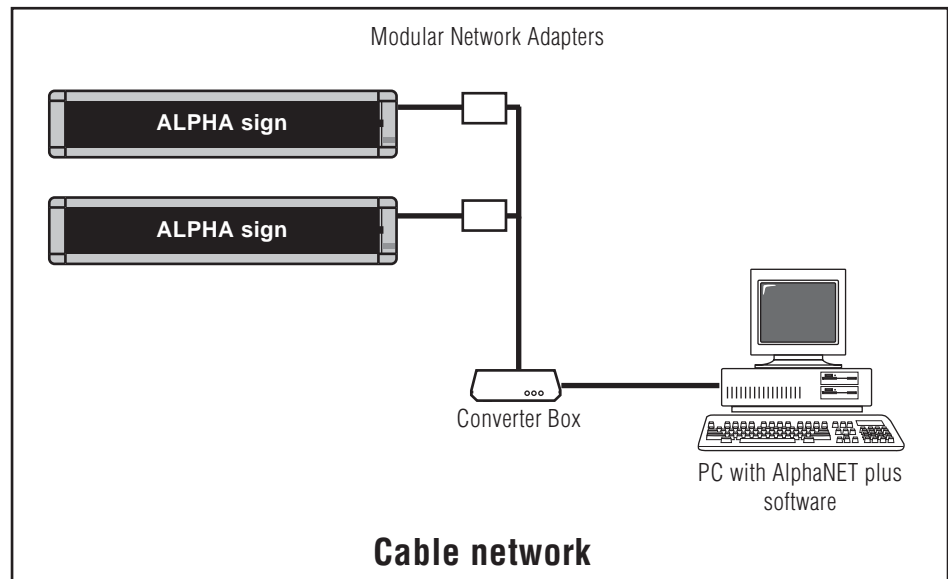 Modular Network Adapters
ALPHA sign
ALPHA sign
Converter Box
PC with AlphaNET plus
software
Cable network